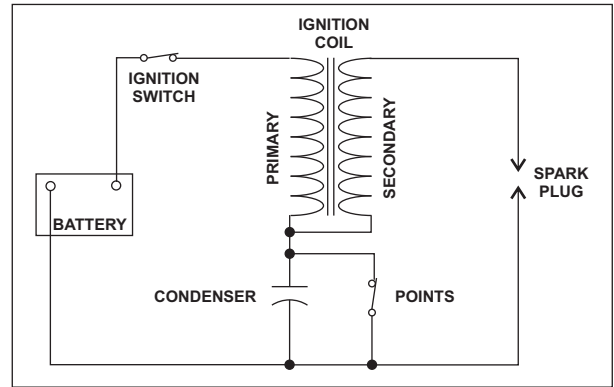 IGNITION
COIL
IGNITION
SWITCH
PRIMARY
SECONDARY
SPARK
PLUG
BATTERY
CONDENSER
POINTS